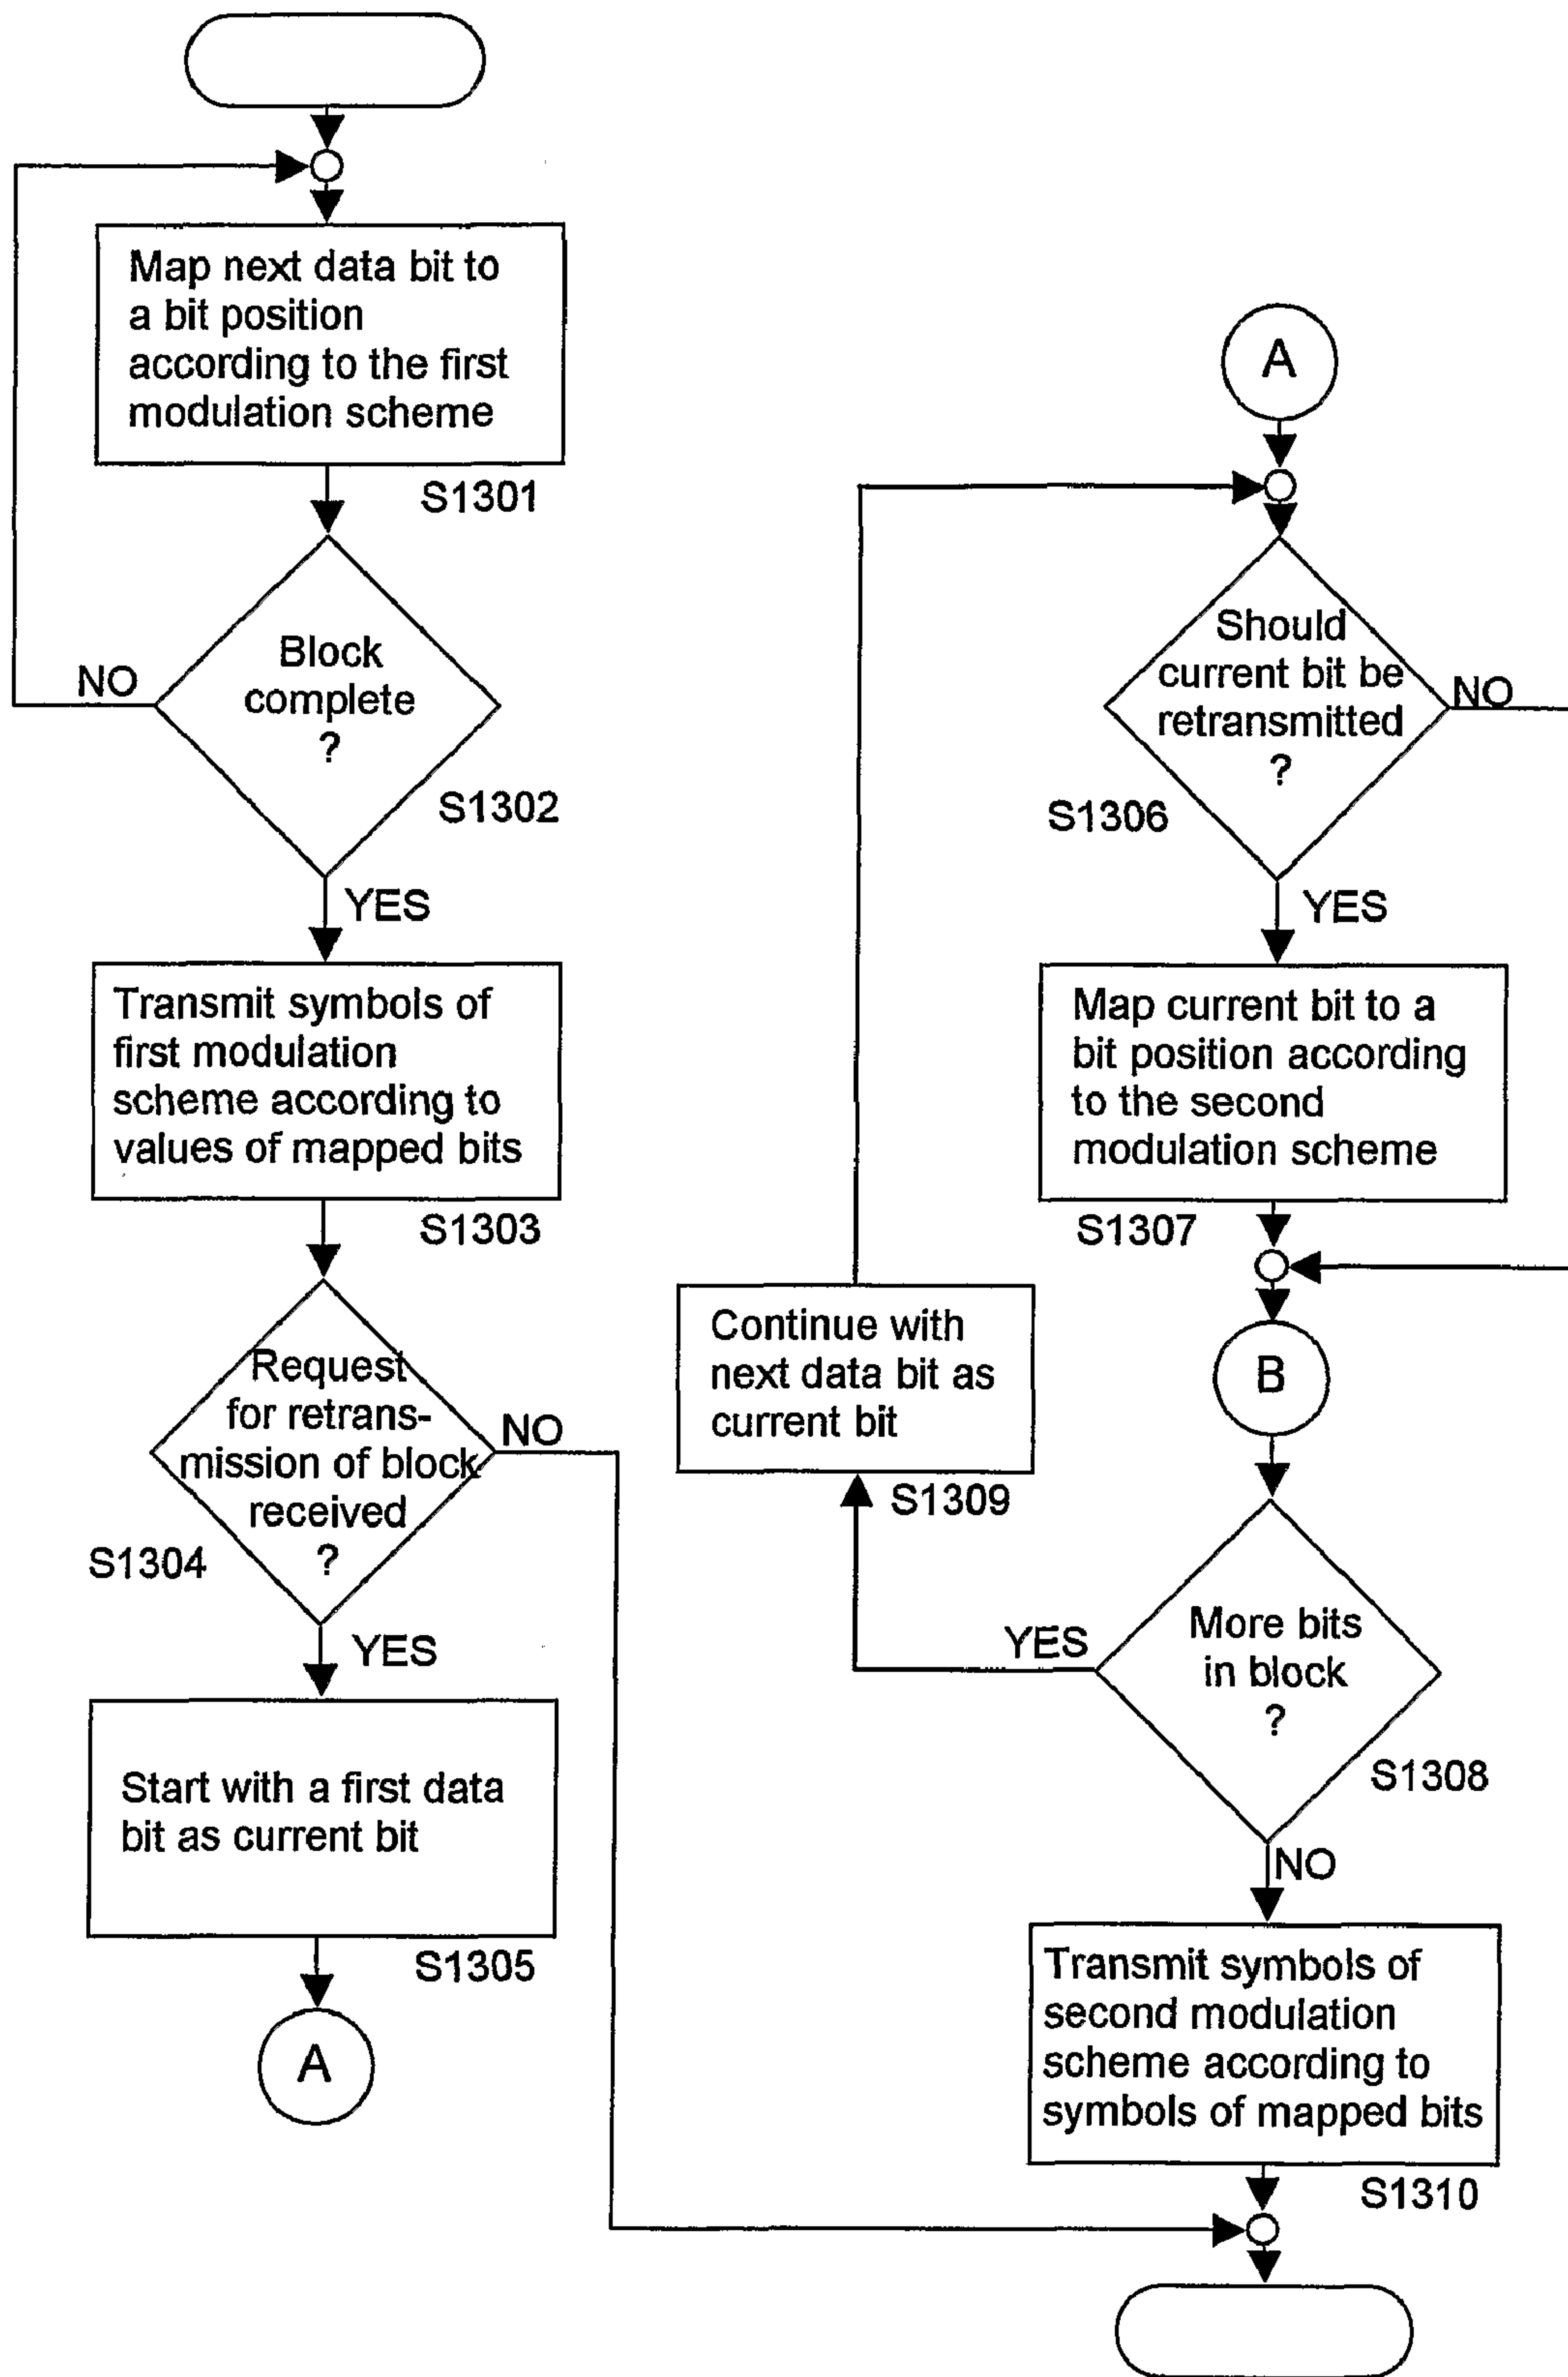 Map next data bit to
a bit position
according to the first
modulation scheme
S1301
Block
complete
?
NO
S1302
YES
Transmit symbols of
first modulation
scheme according to
values of mapped bits
S1303
Request
for retrans-
mission of block
received
?
NO
S1304
YES
Start with a first data
bit as current bit
S1305
A
A
Should
current bit be
retransmitted
?
NO
S1306
YES
Map current bit to a
bit position according
to the second
modulation scheme
S1307
B
Continue with
next data bit as
current bit
S1309
More bits
in block
?
YES
S1308
NO
Transmit symbols of
second modulation
scheme according to
symbols of mapped bits
S1310